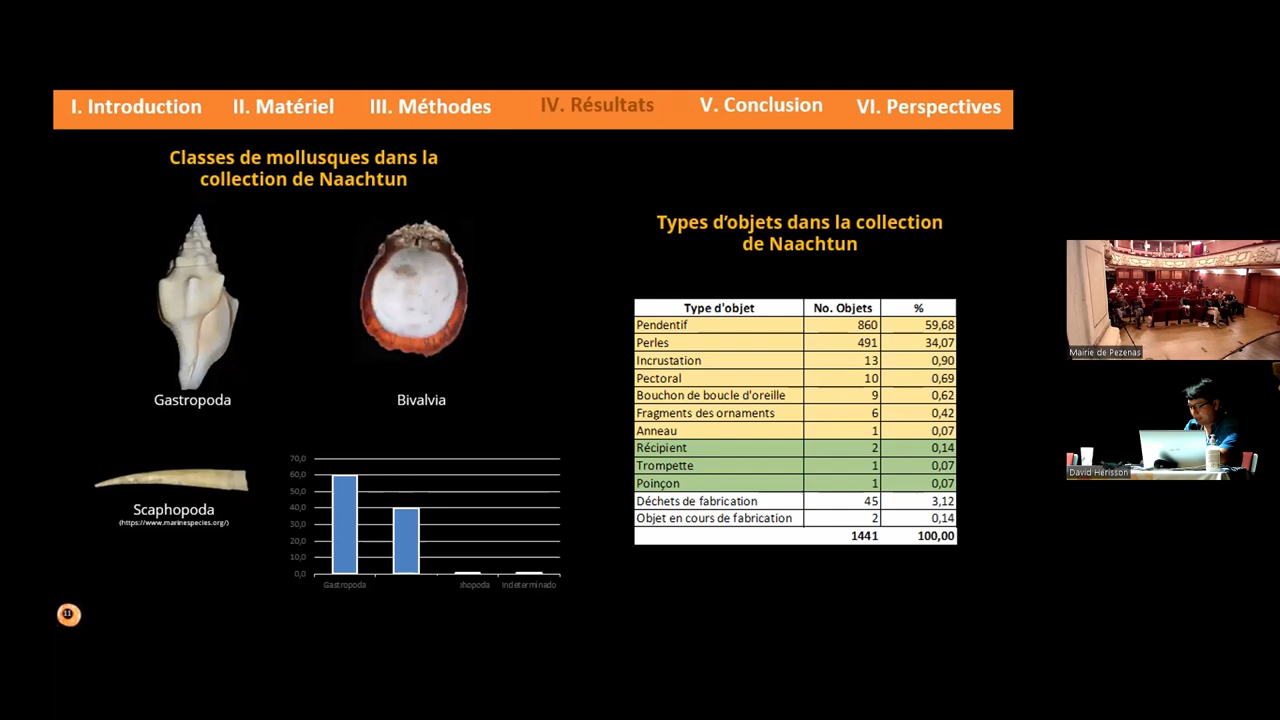 I. Introduction II. Matériel III. Méthodes IV. Résultats V. Conclusion VI. Perspectives
Classes de mollusques dans la
collection de Naachtun
Gastropoda
Bivalvia
Scaphopoda
(https://www.marinespecies.org/)
70,0
60,0
50,0
40,0
30,0
20,0
10,0
0,0
Gastropoda
shopoda
Indeterminado
11
Types d'objets dans la collection
de Naachtun
Type d'objet No. Objets %
Pendentif 860 59,68
Perles 491 34,07
Incrustation 13 0,90
Pectoral 10 0,69
Bouchon de boucle d'oreille 9 0,62
Fragments des ornaments 6 0,42
Anneau 1 0,07
Récipient 2 0,14
Trompette 1 0,07
Poinçon 1 0,07
Déchets de fabrication 45 3,12
Objet en cours de fabrication 2 0,14
1441 100,00
Mairie de Pezenas
David Hérisson